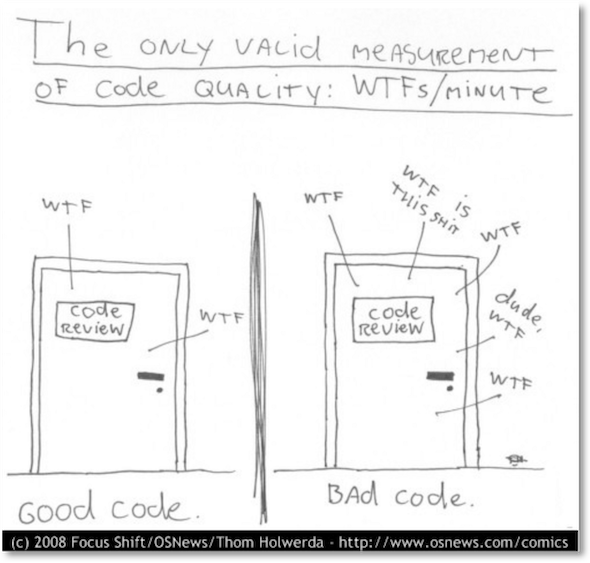 The ONLY VALID MEASUREMENT
OF Code QUALITY: WTFs/MINUTE
WTF
code
REVIEW
WTF
GOOD code.
WTF
WTF is
THIS SHIT
WTF
code
REVIEW
dude,
WTF
WTF
BAd code.
(c) 2008 Focus Shift/OSNews/Thom Holwerda - http://www.osnews.com/comics